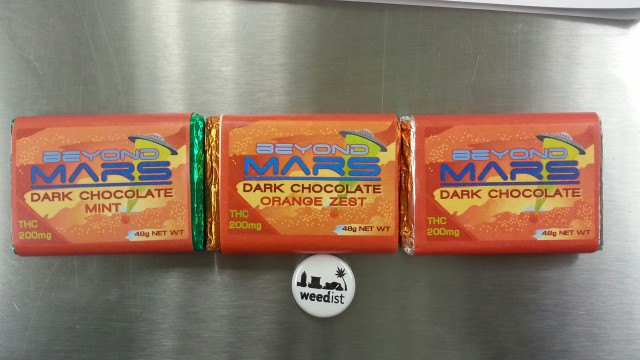 BEYOND
MARS
DARK CHOCOLATE
MINT
THC
200mg
48g NET WT
BEYOND
MARS
DARK CHOCOLATE
ORANGE ZEST
THC
200mg
48g NET WT
BEYOND
MARS
DARK CHOCOLATE
THC
200mg
48g NET WT
weedist